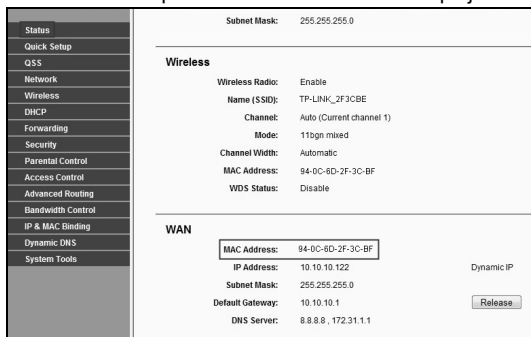 Status
Quick Setup
QSS
Network
Wireless
DHCP
Forwarding
Security
Parental Control
Access Control
Advanced Routing
Bandwidth Control
IP & MAC Binding
Dynamic DNS
System Tools
Subnet Mask: 255.255.255.0
Wireless
Wireless Radio: Enable
Name (SSID): TP-LINK_2F3CBE
Channel: Auto (Current channel 1)
Mode: 11bgn mixed
Channel Width: Automatic
MAC Address: 94-0C-6D-2F-3C-BF
WDS Status: Disable
WAN
MAC Address: 94-0C-6D-2F-3C-BF
IP Address: 10.10.10.122 Dynamic IP
Subnet Mask: 255.255.255.0
Default Gateway: 10.10.10.1 Release
DNS Server: 8.8.8.8 , 172.31.1.1